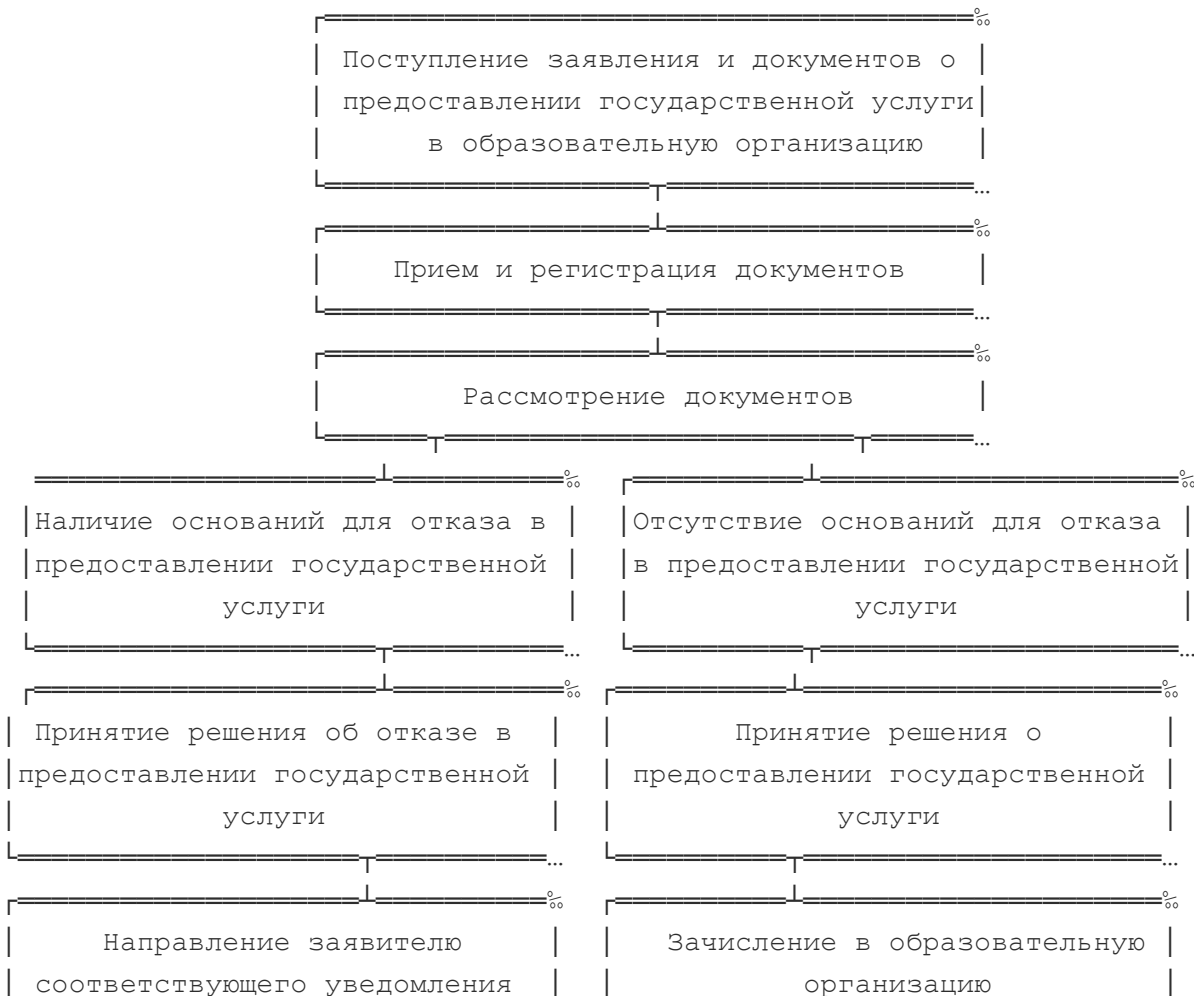 Поступление заявления и документов о
предоставлении государственной услуги
в образовательную организацию
Прием и регистрация документов
Рассмотрение документов
Наличие оснований для отказа в
предоставлении государственной
услуги
Отсутствие оснований для отказа
в предоставлении государственной
услуги
Принятие решения об отказе в
предоставлении государственной
услуги
Принятие решения о
предоставлении государственной
услуги
Направление заявителю
соответствующего уведомления
Зачисление в образовательную
организацию